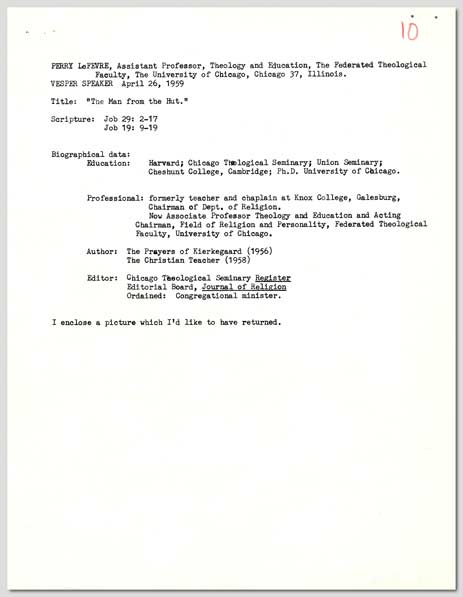 10
PERRY LeFEVRE, Assistant Professor, Theology and Education, The Federated Theological
Faculty, The University of Chicago, Chicago 37, Illinois.
VESPER SPEAKER April 26, 1959
Title: "The Man from the Hut."
Scripture: Job 29: 2-17
Job 19: 9-19
Biographical data:
Education: Harvard; Chicago Theological Seminary; Union Seminary;
Cheshunt College, Cambridge; Ph.D. University of Chicago.
Professional: formerly teacher and chaplain at Knox College, Galesburg,
Chairman of Dept. of Religion.
Now Associate Professor Theology and Education and Acting
Chairman, Field of Religion and Personality, Federated Theological
Faculty, University of Chicago.
Author: The Prayers of Kierkegaard (1956)
The Christian Teacher (1958)
Editor: Chicago Theological Seminary Register
Editorial Board, Journal of Religion
Ordained: Congregational minister.
I enclose a picture which I'd like to have returned.